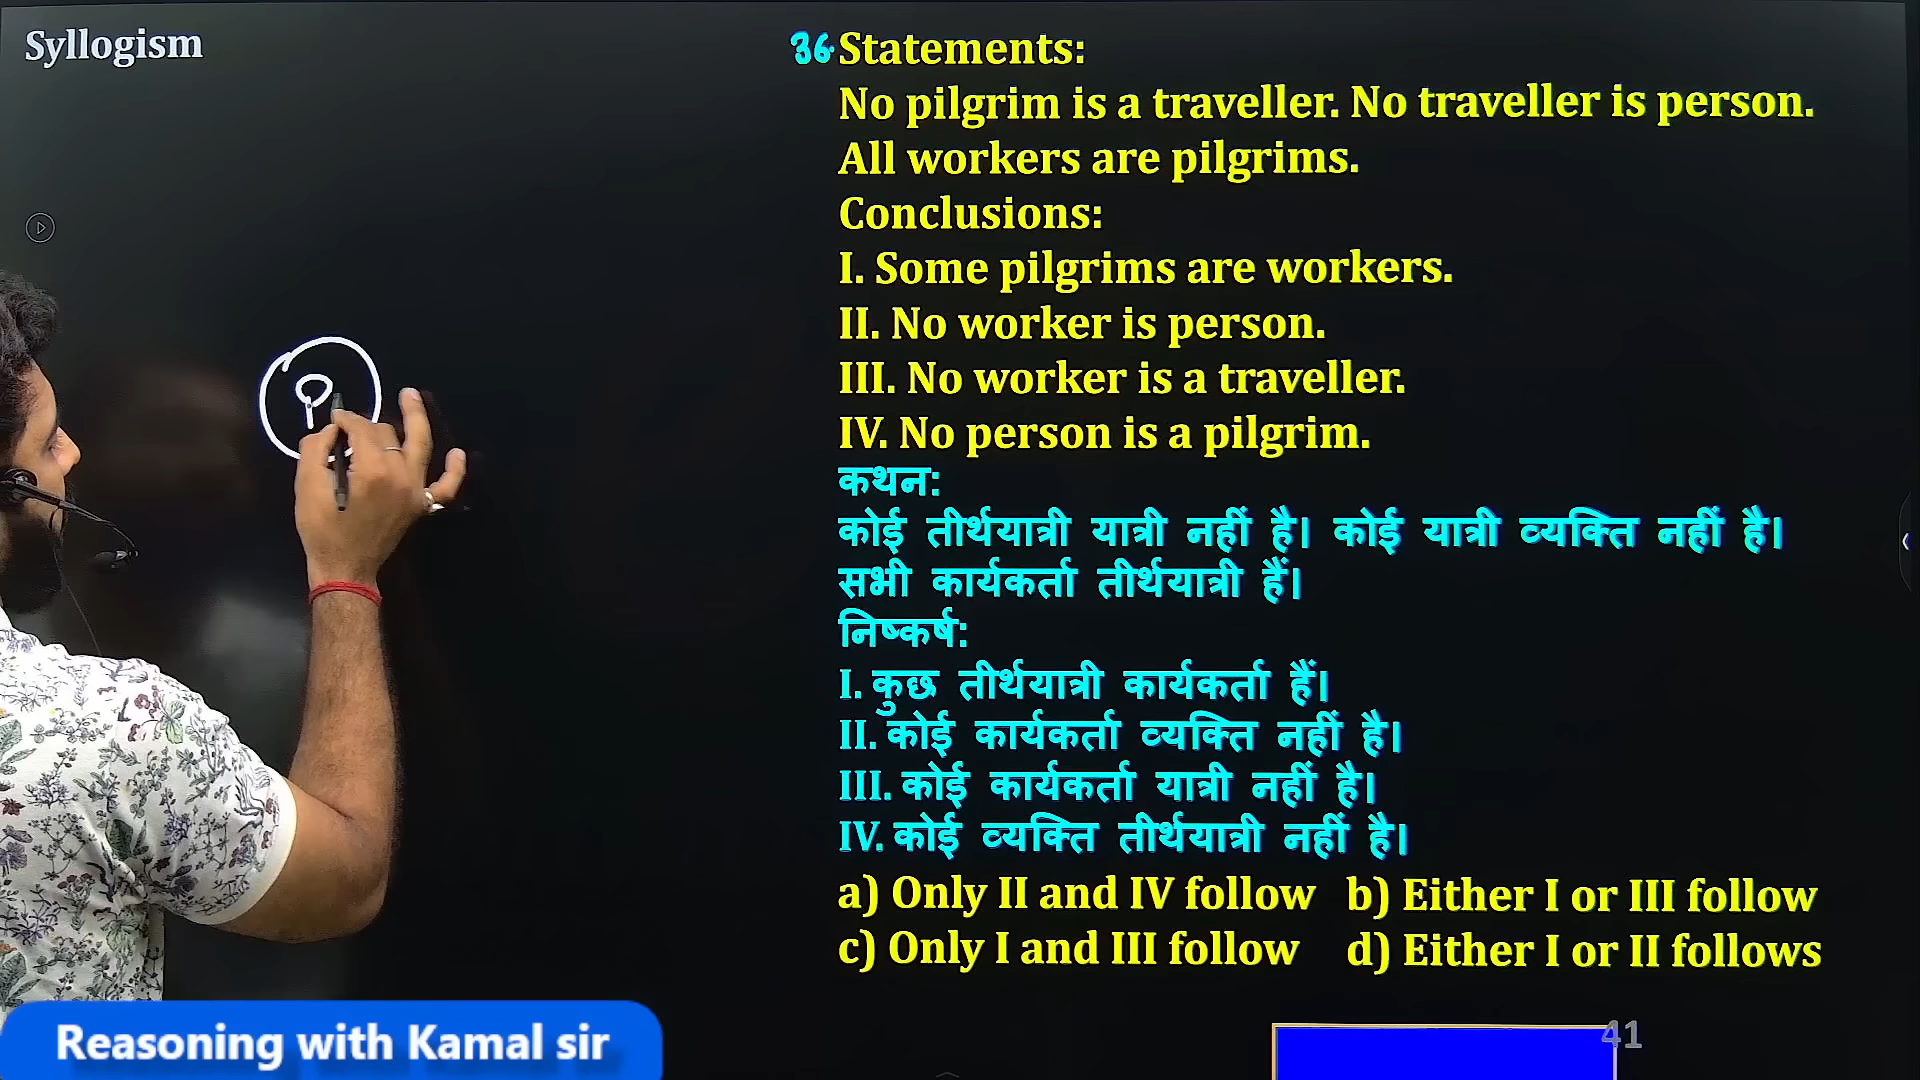 Syllogism
36. Statements:
No pilgrim is a traveller. No traveller is person.
All workers are pilgrims.
Conclusions:
I. Some pilgrims are workers.
II. No worker is person.
III. No worker is a traveller.
IV. No person is a pilgrim.
कथन:
कोई तीर्थयात्री यात्री नहीं है। कोई यात्री व्यक्ति नहीं है।
सभी कार्यकर्ता तीर्थयात्री हैं।
निष्कर्ष:
I. कुछ तीर्थयात्री कार्यकर्ता हैं।
II. कोई कार्यकर्ता व्यक्ति नहीं है।
III. कोई कार्यकर्ता यात्री नहीं है।
IV. कोई व्यक्ति तीर्थयात्री नहीं है।
a) Only II and IV follow b) Either I or III follow
c) Only I and III follow d) Either I or II follows
P
Reasoning with Kamal sir
41